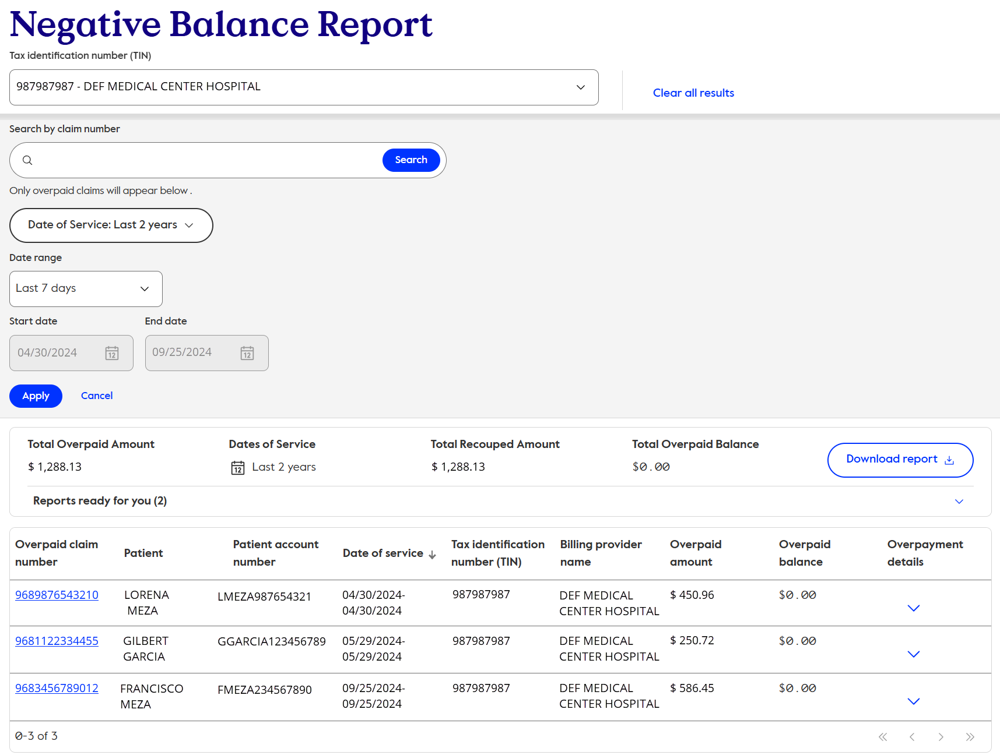 Negative Balance Report
Tax identification number (TIN)
987987987 - DEF MEDICAL CENTER HOSPITAL
Clear all results
Search by claim number
Search
Only overpaid claims will appear below .
Date of Service: Last 2 years
Date range
Last 7 days
Start date End date
04/30/2024 12 09/25/2024 12
Apply Cancel
Total Overpaid Amount Dates of Service Total Recouped Amount Total Overpaid Balance
$ 1,288.13 12 Last 2 years $ 1,288.13 $0.00
Download report
Reports ready for you (2)
Overpaid claim Patient account Tax identification Billing provider Overpaid Overpaid Overpayment
Patient Date of service
number number number (TIN) name amount balance details
9689876543210 LORENA LMEZA987654321 04/30/2024- 987987987 DEF MEDICAL $ 450.96 $0.00
MEZA 04/30/2024 CENTER HOSPITAL
9681122334455 GILBERT GGARCIA123456789 05/29/2024- 987987987 DEF MEDICAL $ 250.72 $0.00
GARCIA 05/29/2024 CENTER HOSPITAL
9683456789012 FRANCISCO FMEZA234567890 09/25/2024- 987987987 DEF MEDICAL $ 586.45 $0.00
MEZA 09/25/2024 CENTER HOSPITAL
0-3 of 3